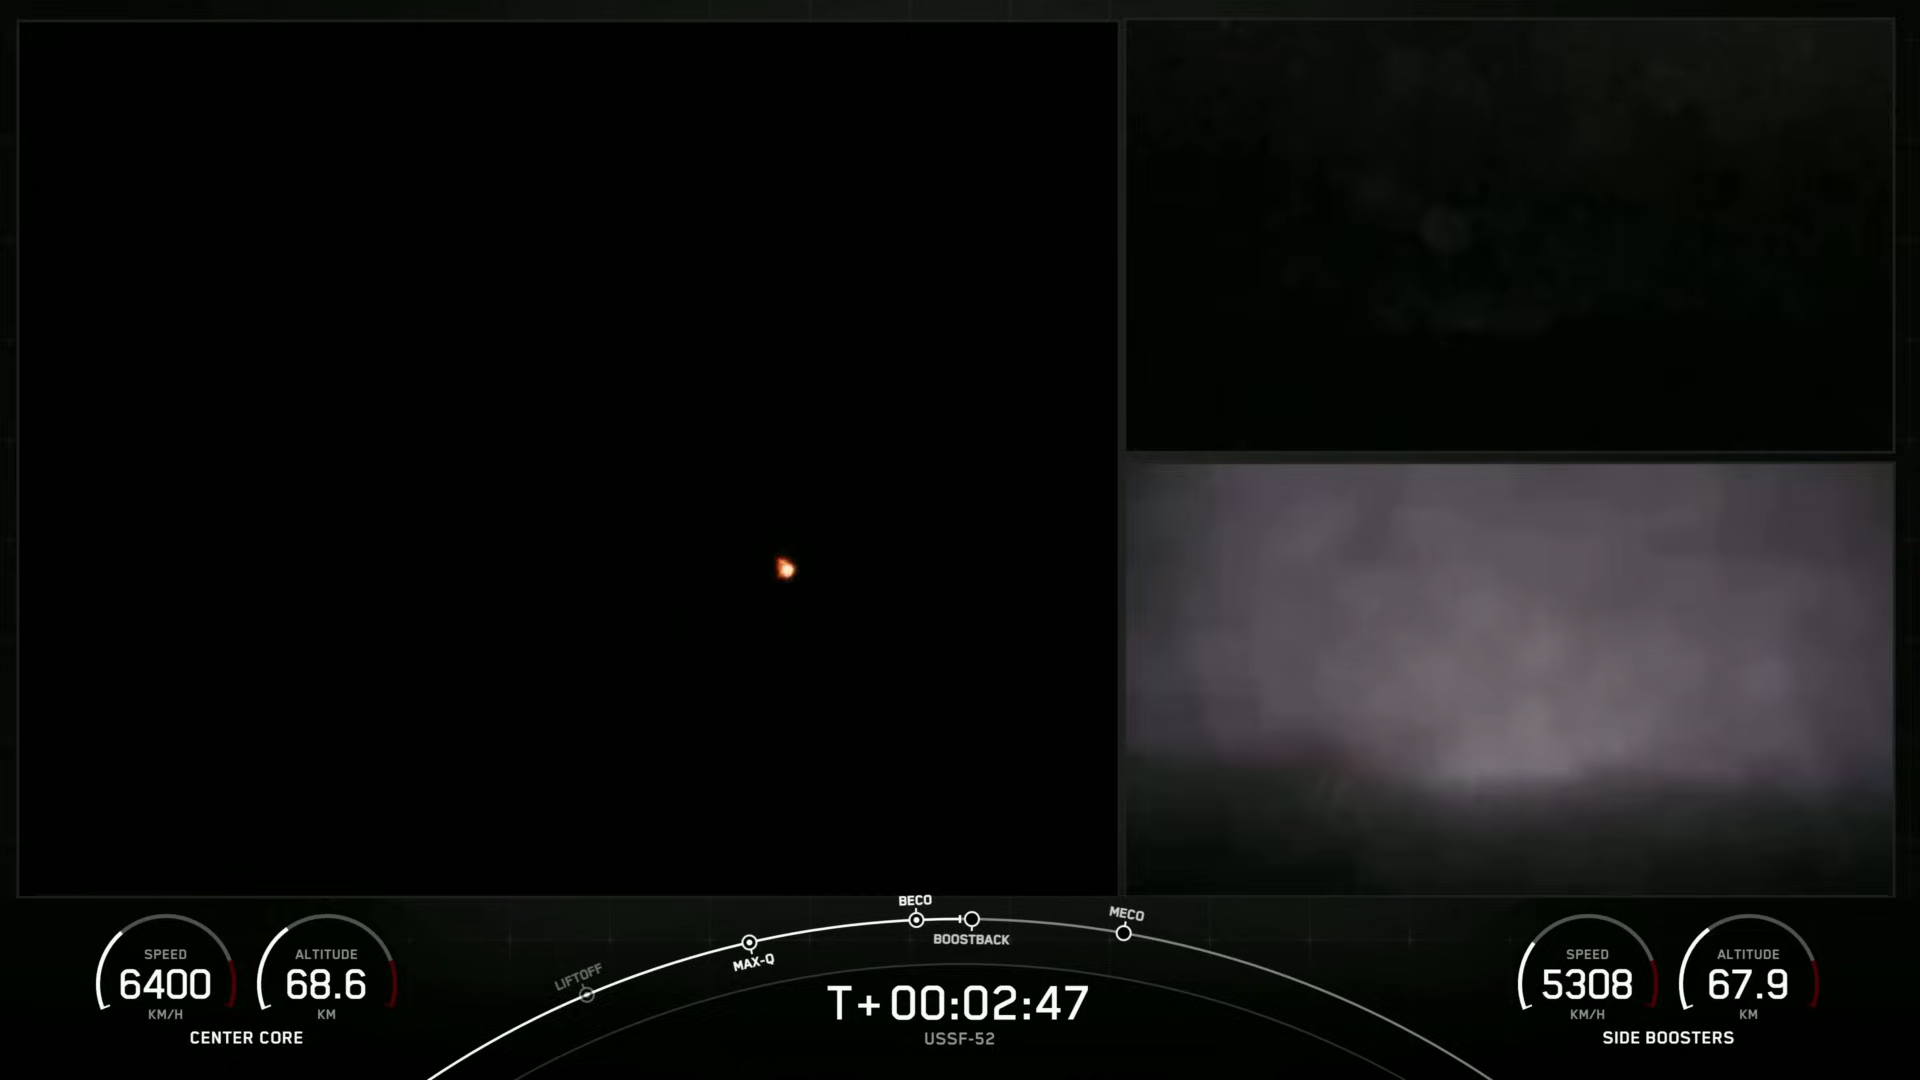 BECO
MECO
BOOSTBACK
MAX-Q
LIFTOFF
SPEED
6400
KM/H
ALTITUDE
68.6
KM
CENTER CORE
T+00:02:47
USSF-52
SPEED
5308
KM/H
ALTITUDE
67.9
KM
SIDE BOOSTERS